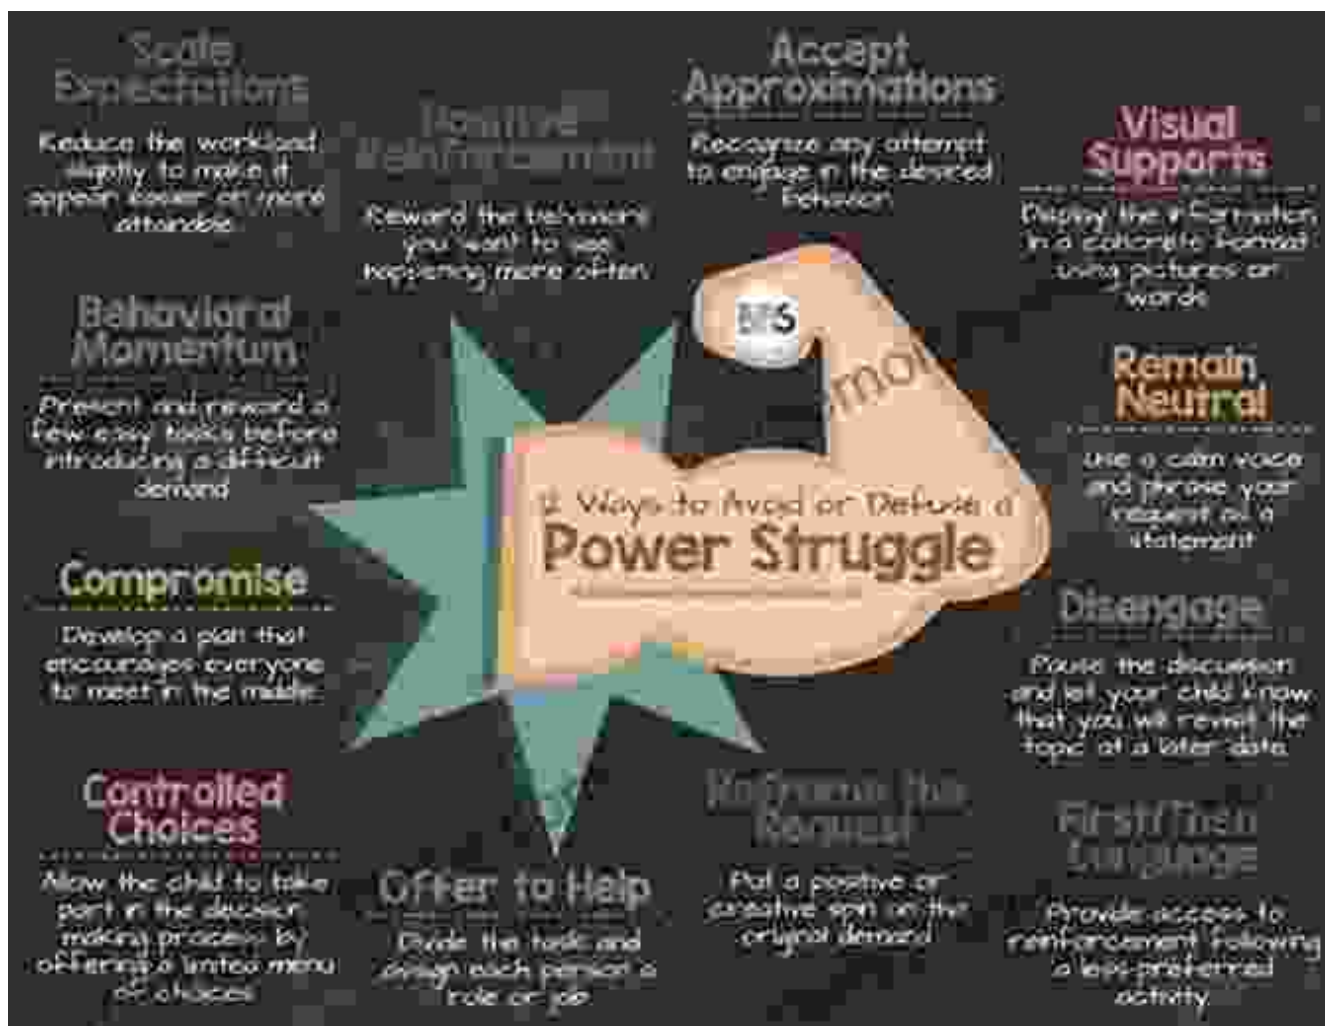 Scale
Expectations
Reduce the workload
slightly to make it
appear easier or more
attainable.
Positive
Reinforcement
Reward the behaviors
you want to see
happening more often
Accept
Approximations
Recognize any attempt
to engage in the desired
behavior.
Visual
Supports
Display the information
in a concrete format
using pictures or
words
Behavioral
Momentum
Present and reward a
few easy tasks before
introducing a difficult
demand
Remain
Neutral
Use a calm voice
and phrase your
request as a
statement
Ways to Avoid or Defuse a
Power Struggle
Compromise
Develop a plan that
encourages everyone
to meet in the middle.
Disengage
Pause the discussion
and let your child know
that you will revisit the
topic at a later date.
Controlled
Choices
Allow the child to take
part in the decision
making process by
offering a limited menu
of choices
Offer to Help
Divide the task and
assign each person a
role or job
Reframe the
Request
Put a positive or
creative spin on the
original demand
First/Then
Language
Provide access to
reinforcement following
a less-preferred
activity.